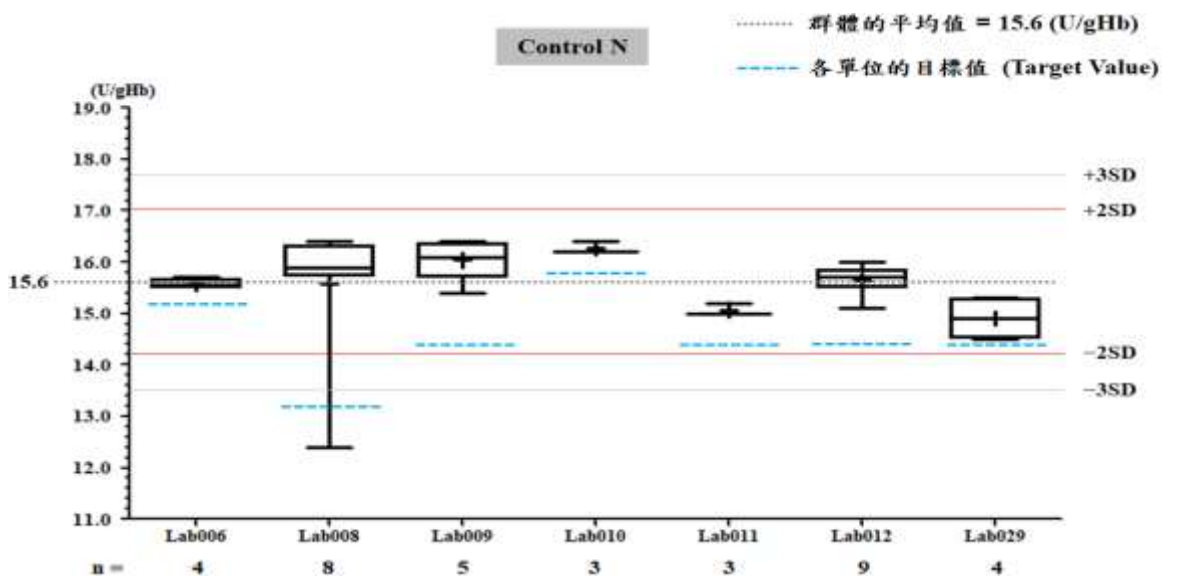 群體的平均值 = 15.6 (U/gHb)
Control N
各單位的目標值 (Target Value)
(U/gHb)
19.0
18.0
+3SD
17.0
+2SD
16.0
15.6
15.0
−2SD
14.0
−3SD
13.0
12.0
11.0
Lab006 Lab008 Lab009 Lab010 Lab011 Lab012 Lab029
n = 4 8 5 3 3 9 4